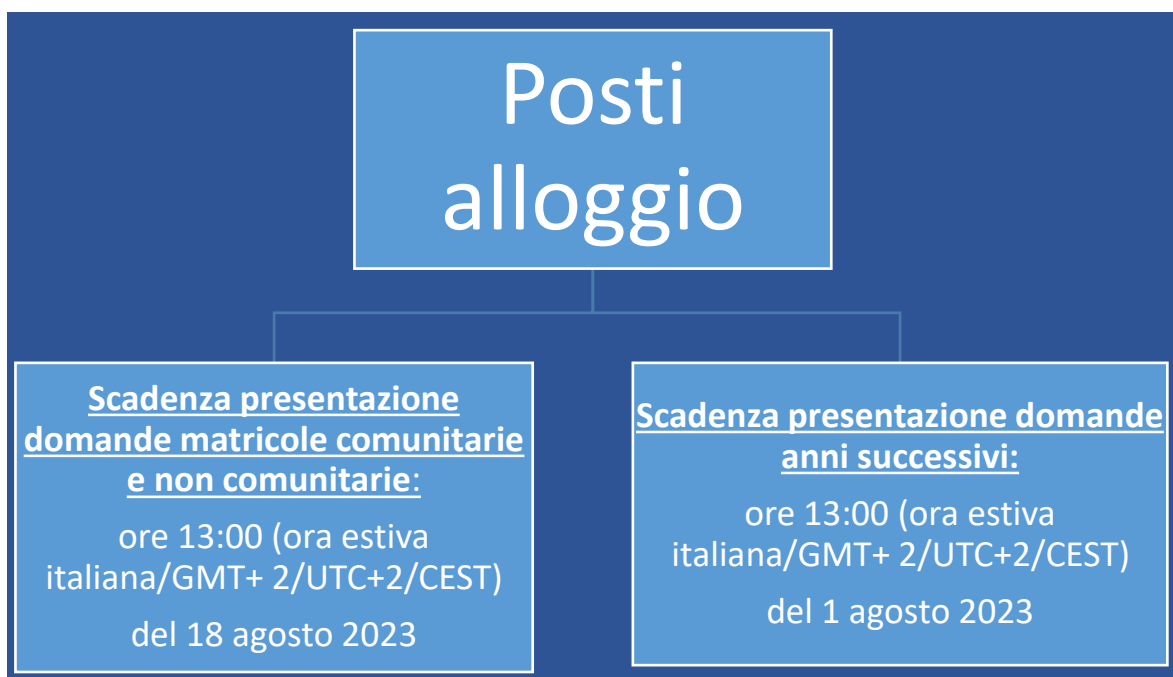 Posti
alloggio
Scadenza presentazione
domande matricole comunitarie
e non comunitarie:
ore 13:00 (ora estiva
italiana/GMT+ 2/UTC+2/CEST)
del 18 agosto 2023
Scadenza presentazione domande
anni successivi:
ore 13:00 (ora estiva
italiana/GMT+ 2/UTC+2/CEST)
del 1 agosto 2023